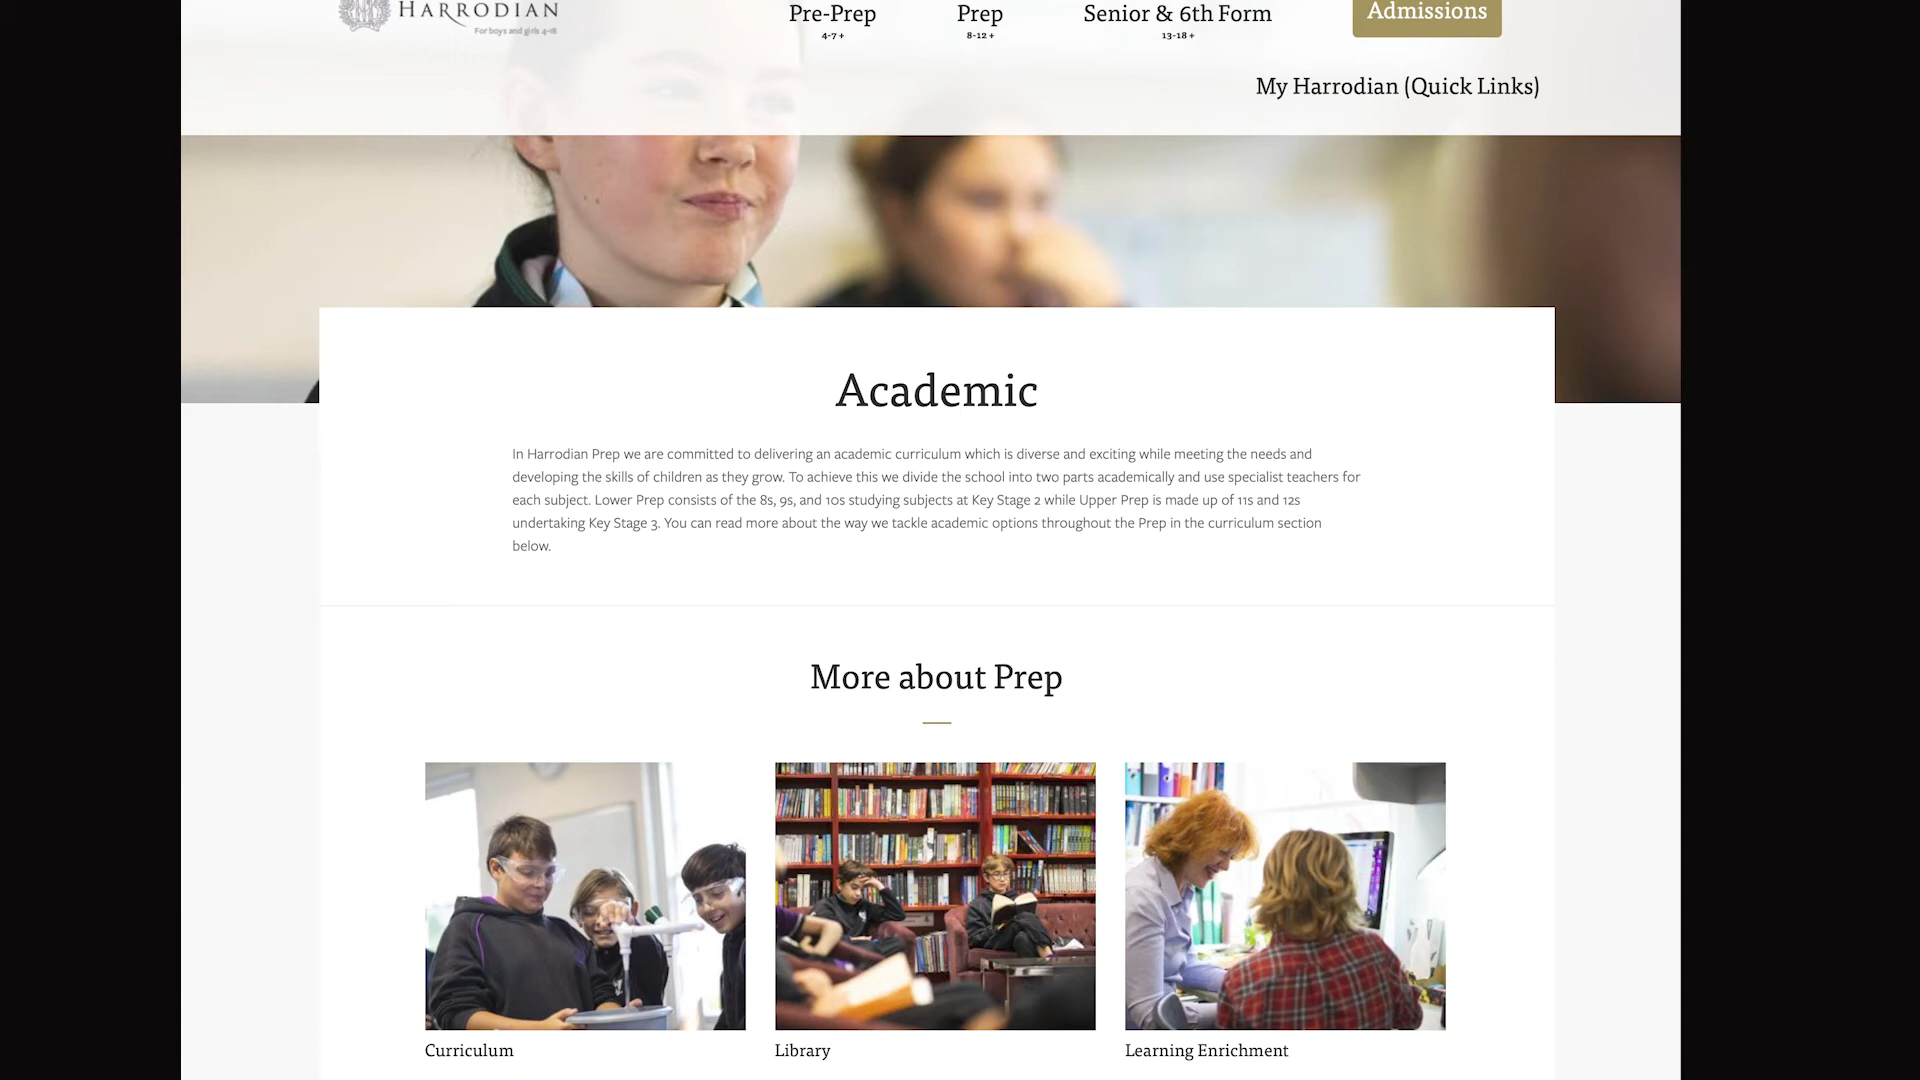 HARRODIAN
For boys and girls 4-18
Pre-Prep
4-7 +
Prep
8-12 +
Senior & 6th Form
13-18 +
Admissions
My Harrodian (Quick Links)
Academic
In Harrodian Prep we are committed to delivering an academic curriculum which is diverse and exciting while meeting the needs and
developing the skills of children as they grow. To achieve this we divide the school into two parts academically and use specialist teachers for
each subject. Lower Prep consists of the 8s, 9s, and 10s studying subjects at Key Stage 2 while Upper Prep is made up of 11s and 12s
undertaking Key Stage 3. You can read more about the way we tackle academic options throughout the Prep in the curriculum section
below.
More about Prep
Curriculum
Library
Learning Enrichment